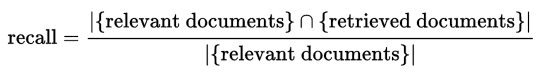 recall = |{relevant documents} ∩ {retrieved documents}|
|{relevant documents}|